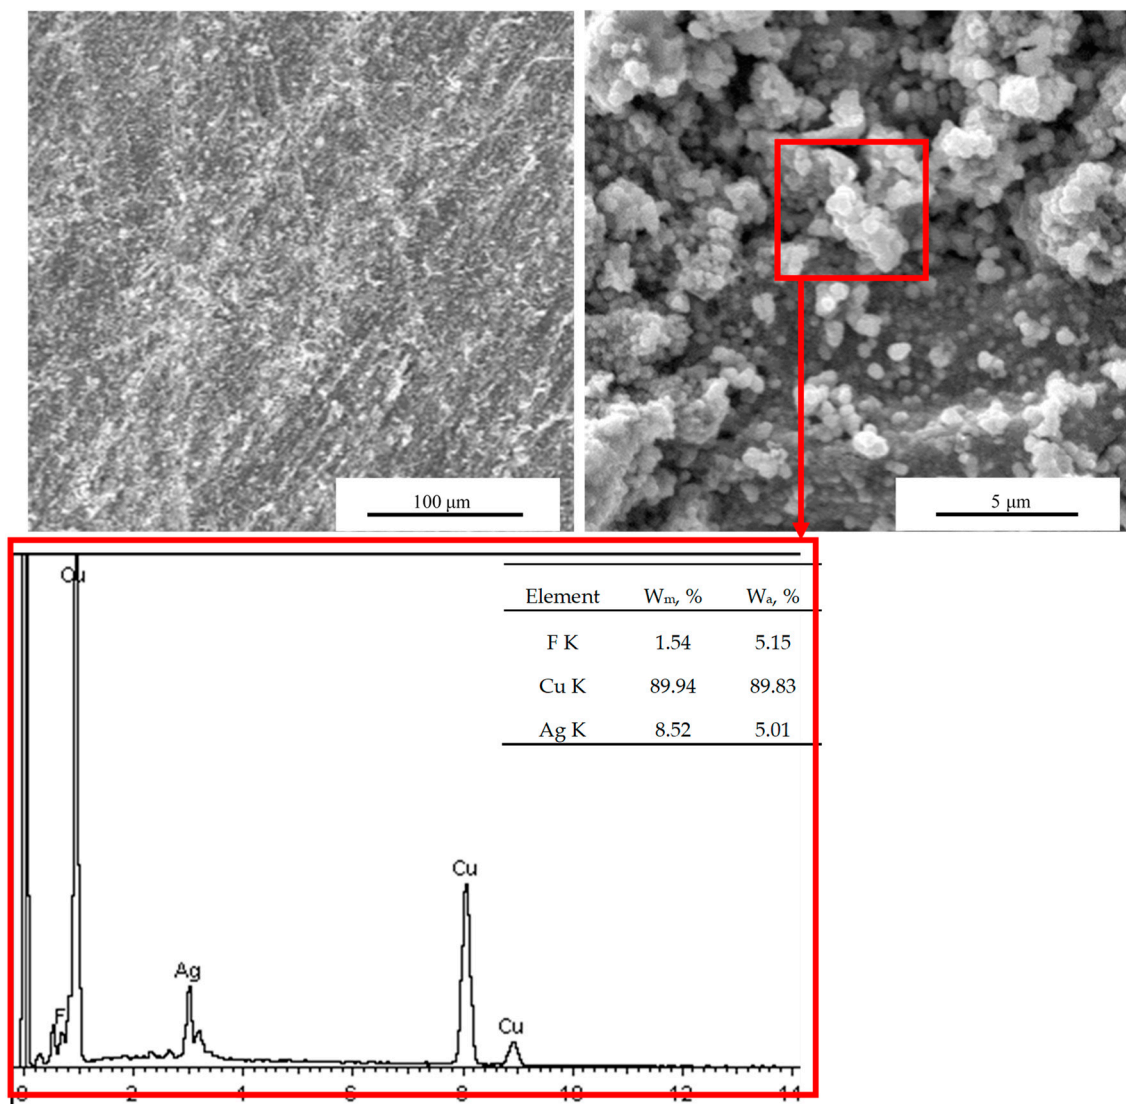 100 μm
5 μm
Cu
Element Wₘ, % Wₐ, %
F K 1.54 5.15
Cu K 89.94 89.83
Ag K 8.52 5.01
Cu
Ag
F
Cu
0 2 4 6 8 10 12 14